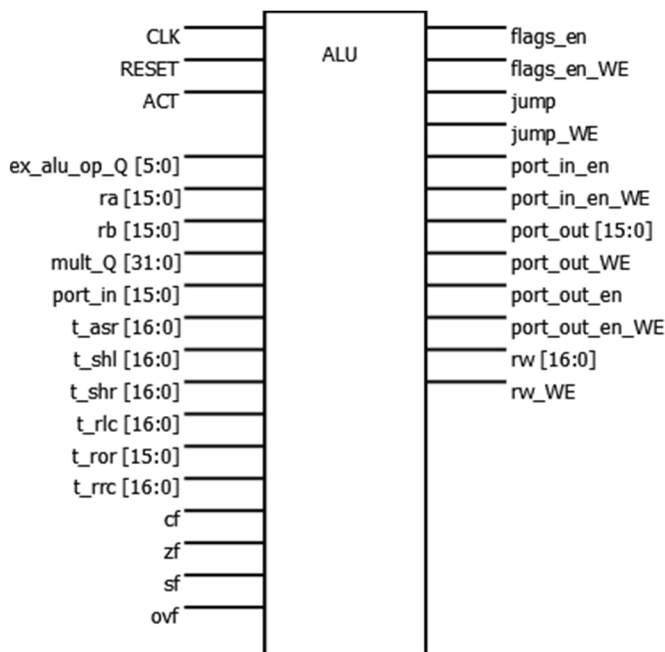 ALU
CLK
RESET
ACT
ex_alu_op_Q [5:0]
ra [15:0]
rb [15:0]
mult_Q [31:0]
port_in [15:0]
t_asr [16:0]
t_shl [16:0]
t_shr [16:0]
t_rlc [16:0]
t_ror [15:0]
t_rrc [16:0]
cf
zf
sf
ovf
flags_en
flags_en_WE
jump
jump_WE
port_in_en
port_in_en_WE
port_out [15:0]
port_out_WE
port_out_en
port_out_en_WE
rw [16:0]
rw_WE